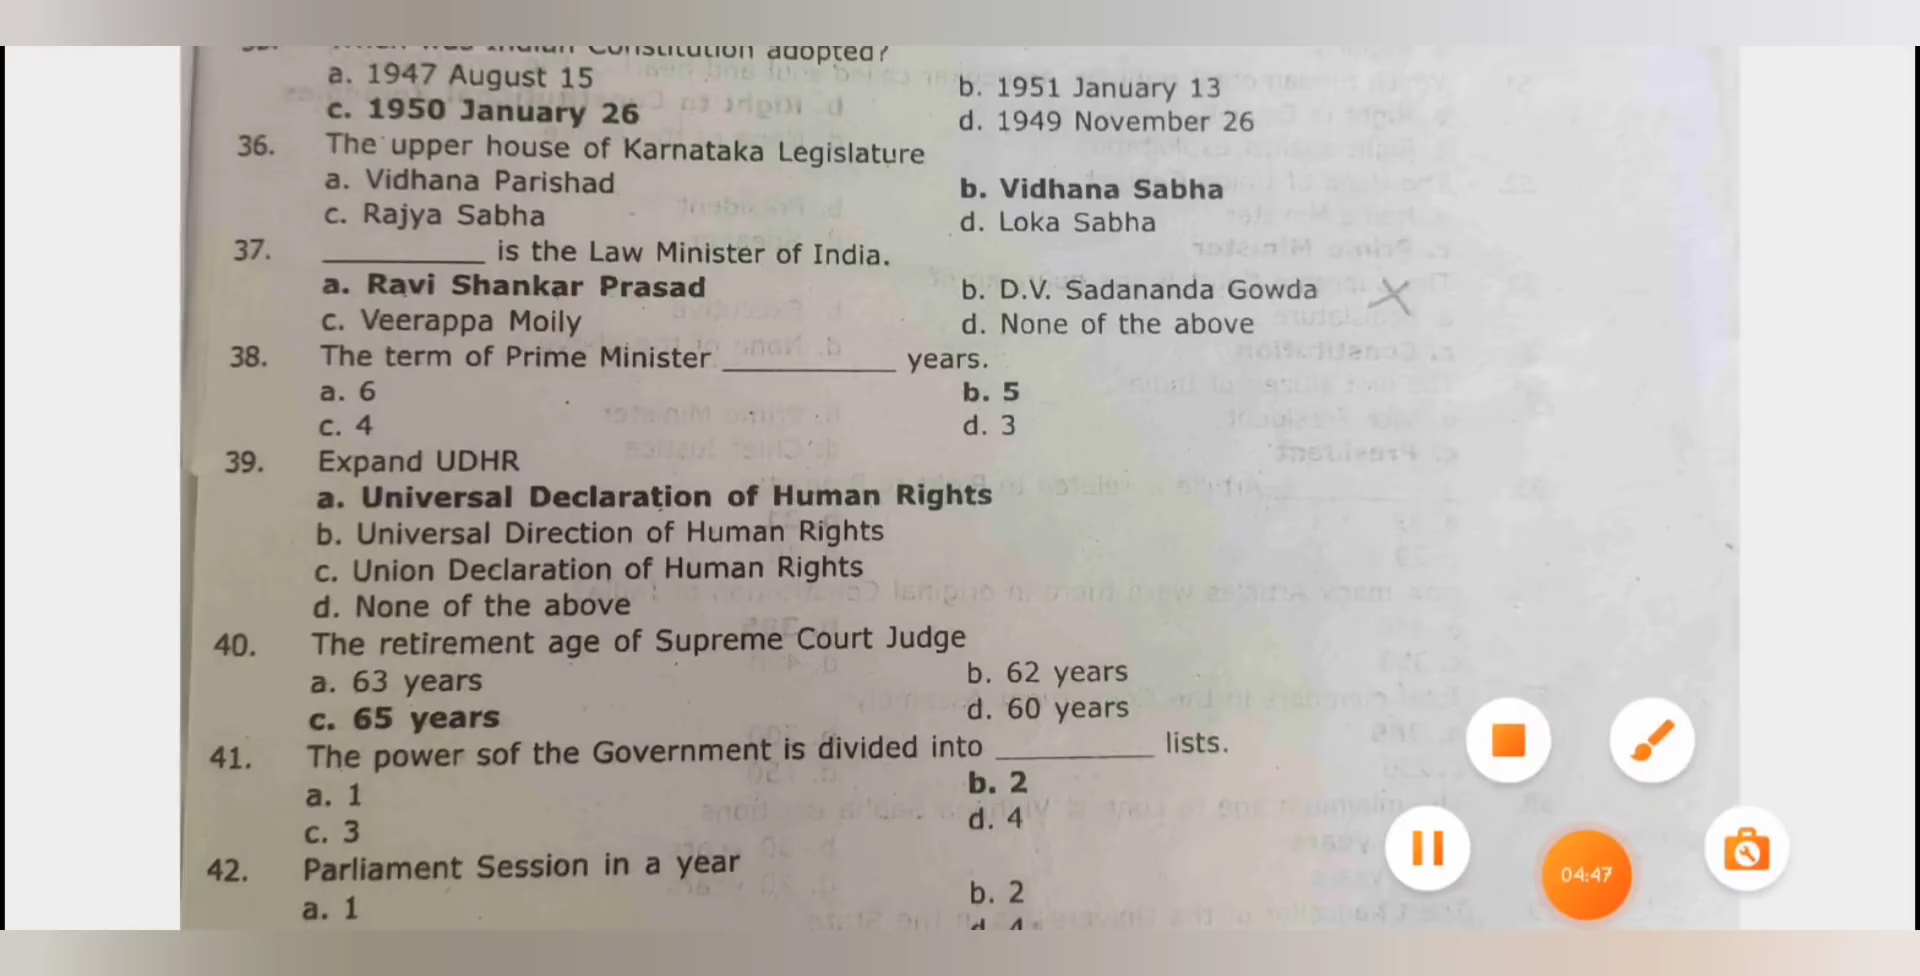 Constitution adopted?
a. 1947 August 15
b. 1951 January 13
c. 1950 January 26
d. 1949 November 26
36. The upper house of Karnataka Legislature
a. Vidhana Parishad
b. Vidhana Sabha
c. Rajya Sabha
d. Loka Sabha
37. __________ is the Law Minister of India.
a. Ravi Shankar Prasad
b. D.V. Sadananda Gowda
c. Veerappa Moily
d. None of the above
38. The term of Prime Minister __________ years.
a. 6
b. 5
c. 4
d. 3
39. Expand UDHR
a. Universal Declaration of Human Rights
b. Universal Direction of Human Rights
c. Union Declaration of Human Rights
d. None of the above
40. The retirement age of Supreme Court Judge
a. 63 years
b. 62 years
c. 65 years
d. 60 years
41. The power sof the Government is divided into __________ lists.
a. 1
b. 2
c. 3
d. 4
42. Parliament Session in a year
a. 1
b. 2
04:47